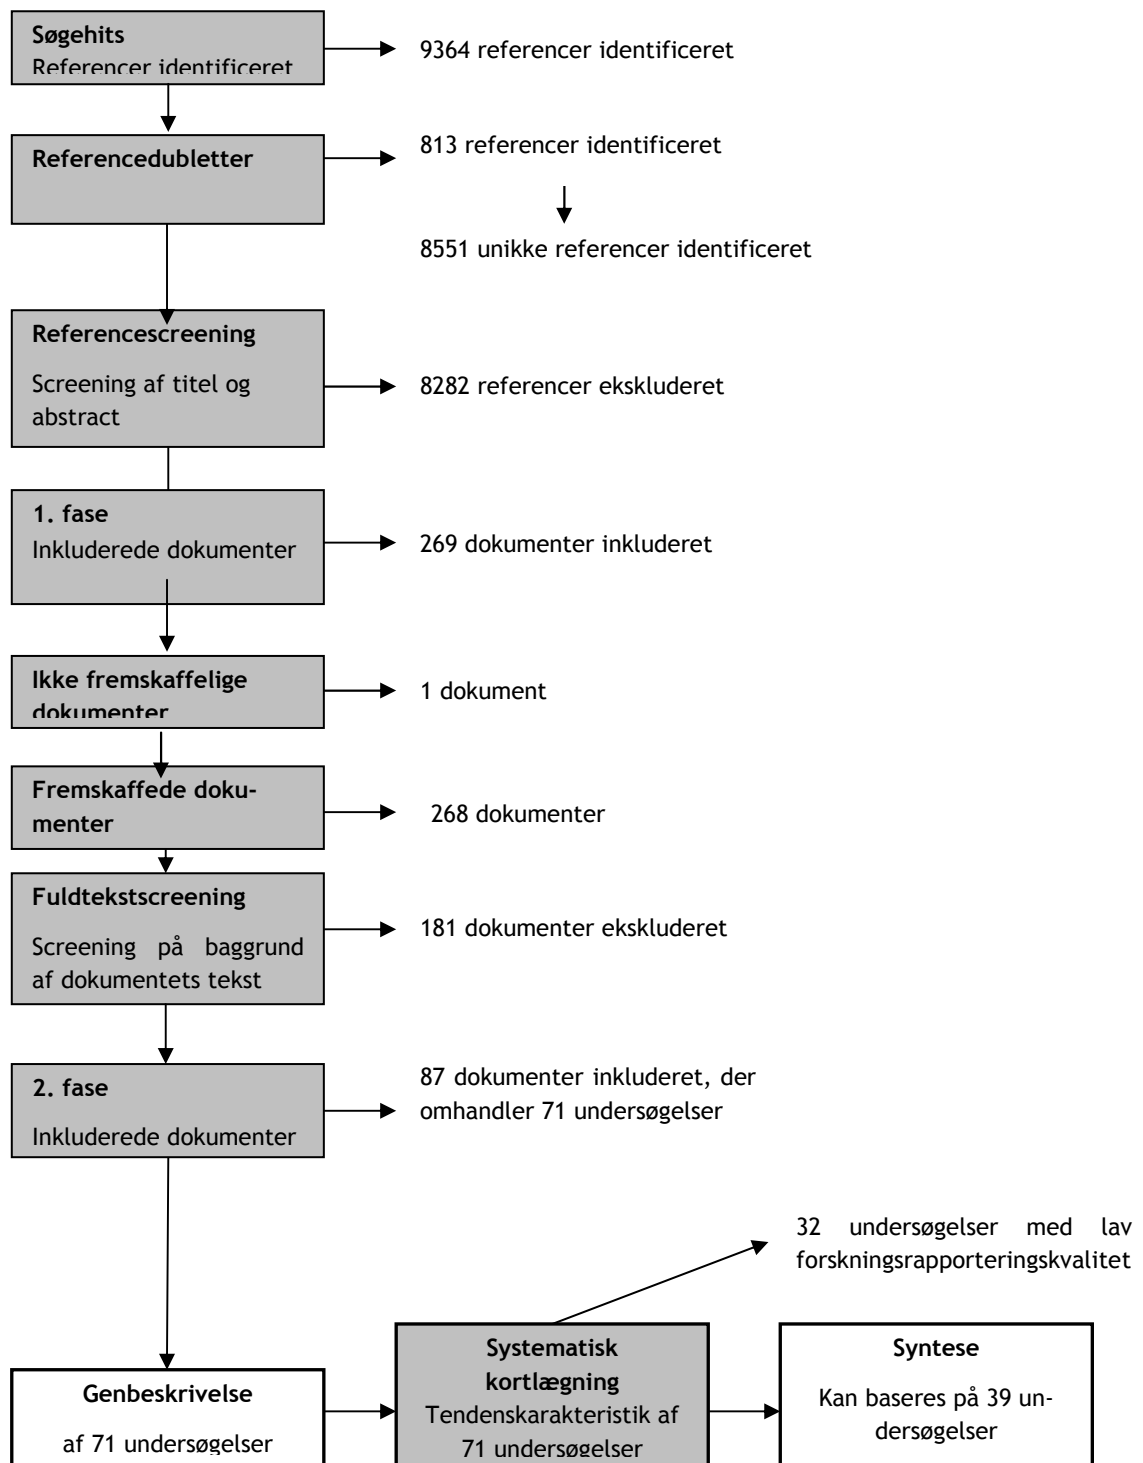 Søgehits
Referencer identificeret
9364 referencer identificeret
Referencedubletter
813 referencer identificeret
8551 unikke referencer identificeret
Referencescreening
Screening af titel og
abstract
8282 referencer ekskluderet
1. fase
Inkluderede dokumenter
269 dokumenter inkluderet
Ikke fremskaffelige
dokumenter
1 dokument
Fremskaffede doku-
menter
268 dokumenter
Fuldtekstscreening
Screening på baggrund
af dokumentets tekst
181 dokumenter ekskluderet
2. fase
Inkluderede dokumenter
87 dokumenter inkluderet, der
omhandler 71 undersøgelser
32 undersøgelser med lav
forskningsrapporteringskvalitet
Genbeskrivelse
af 71 undersøgelser
Systematisk
kortlægning
Tendenskarakteristik af
71 undersøgelser
Syntese
Kan baseres på 39 un-
dersøgelser